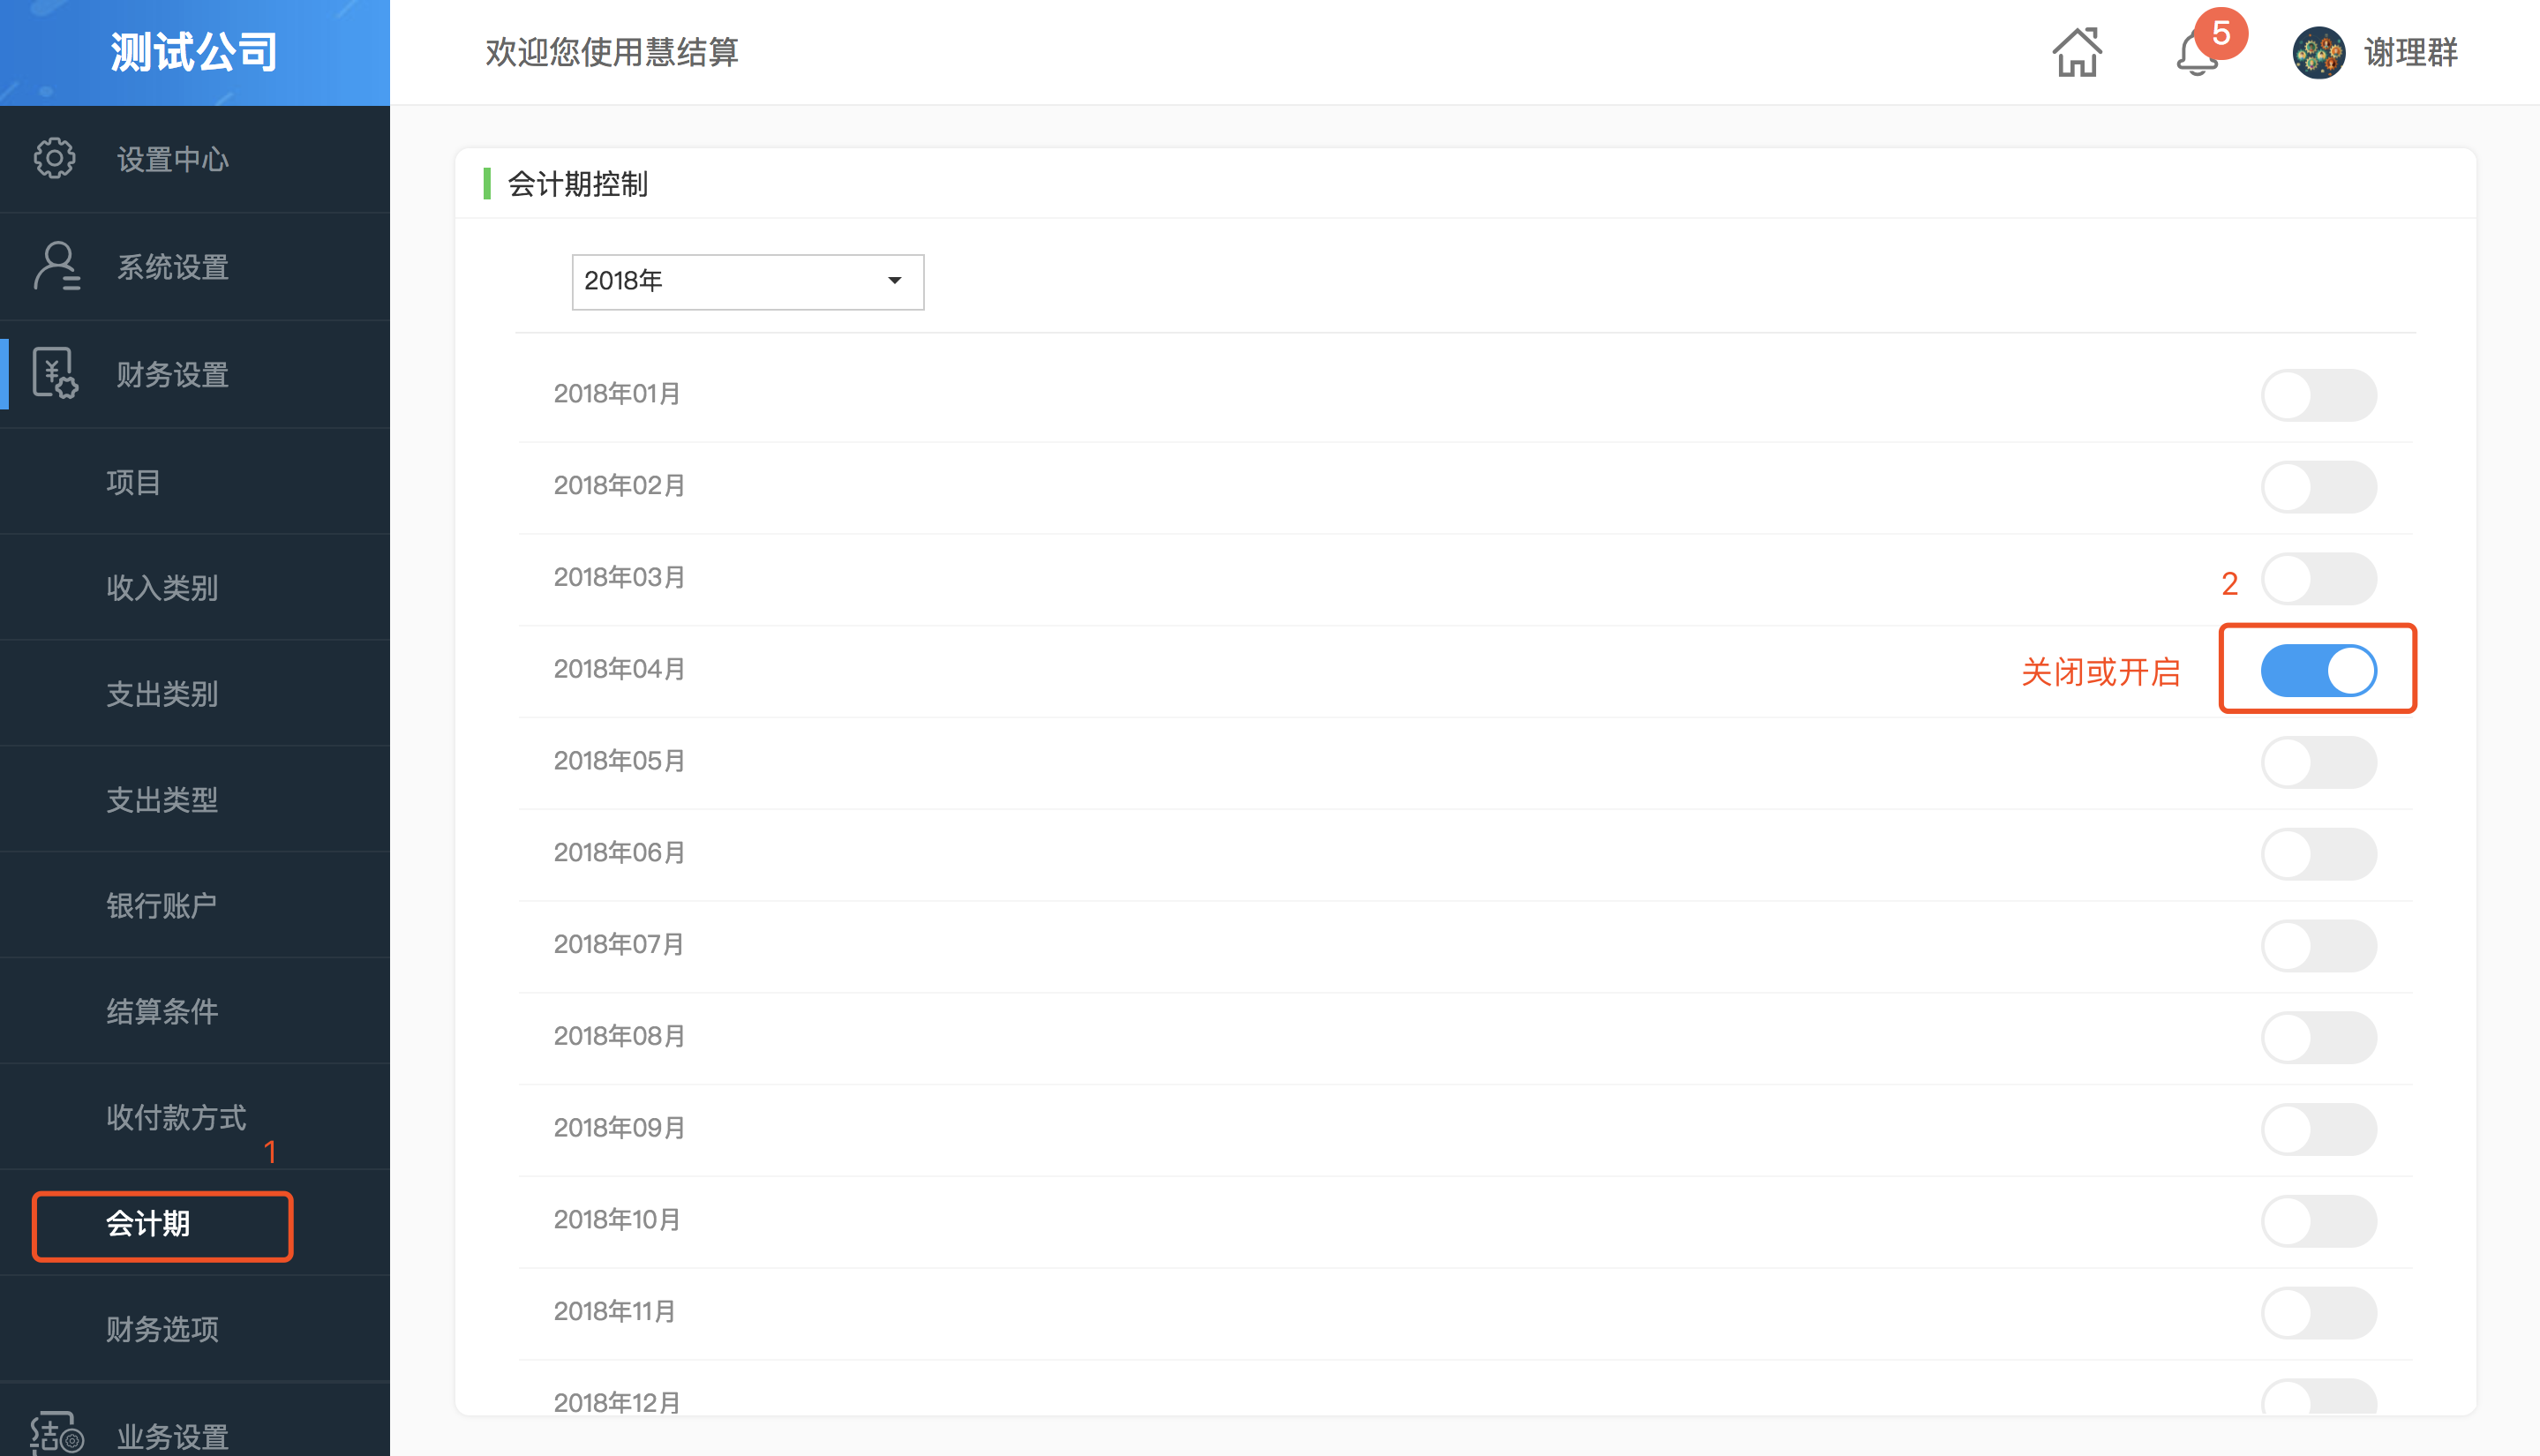 测试公司
欢迎您使用慧结算
5
谢理群
设置中心
系统设置
财务设置
项目
收入类别
支出类别
支出类型
银行账户
结算条件
收付款方式
1
会计期
财务选项
业务设置
会计期控制
2018年
2018年01月
2018年02月
2018年03月
2
2018年04月
关闭或开启
2018年05月
2018年06月
2018年07月
2018年08月
2018年09月
2018年10月
2018年11月
2018年12月